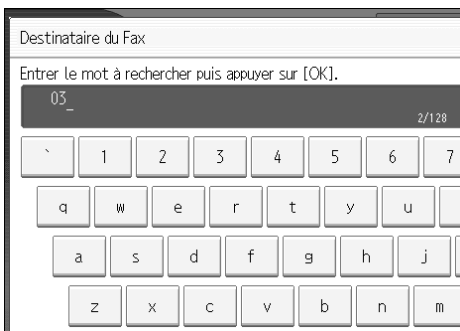 Destinataire du Fax
Entrer le mot à rechercher puis appuyer sur [OK].
03_
2/128
` 1 2 3 4 5 6 7
q w e r t y u
a s d f g h j
z x c v b n m